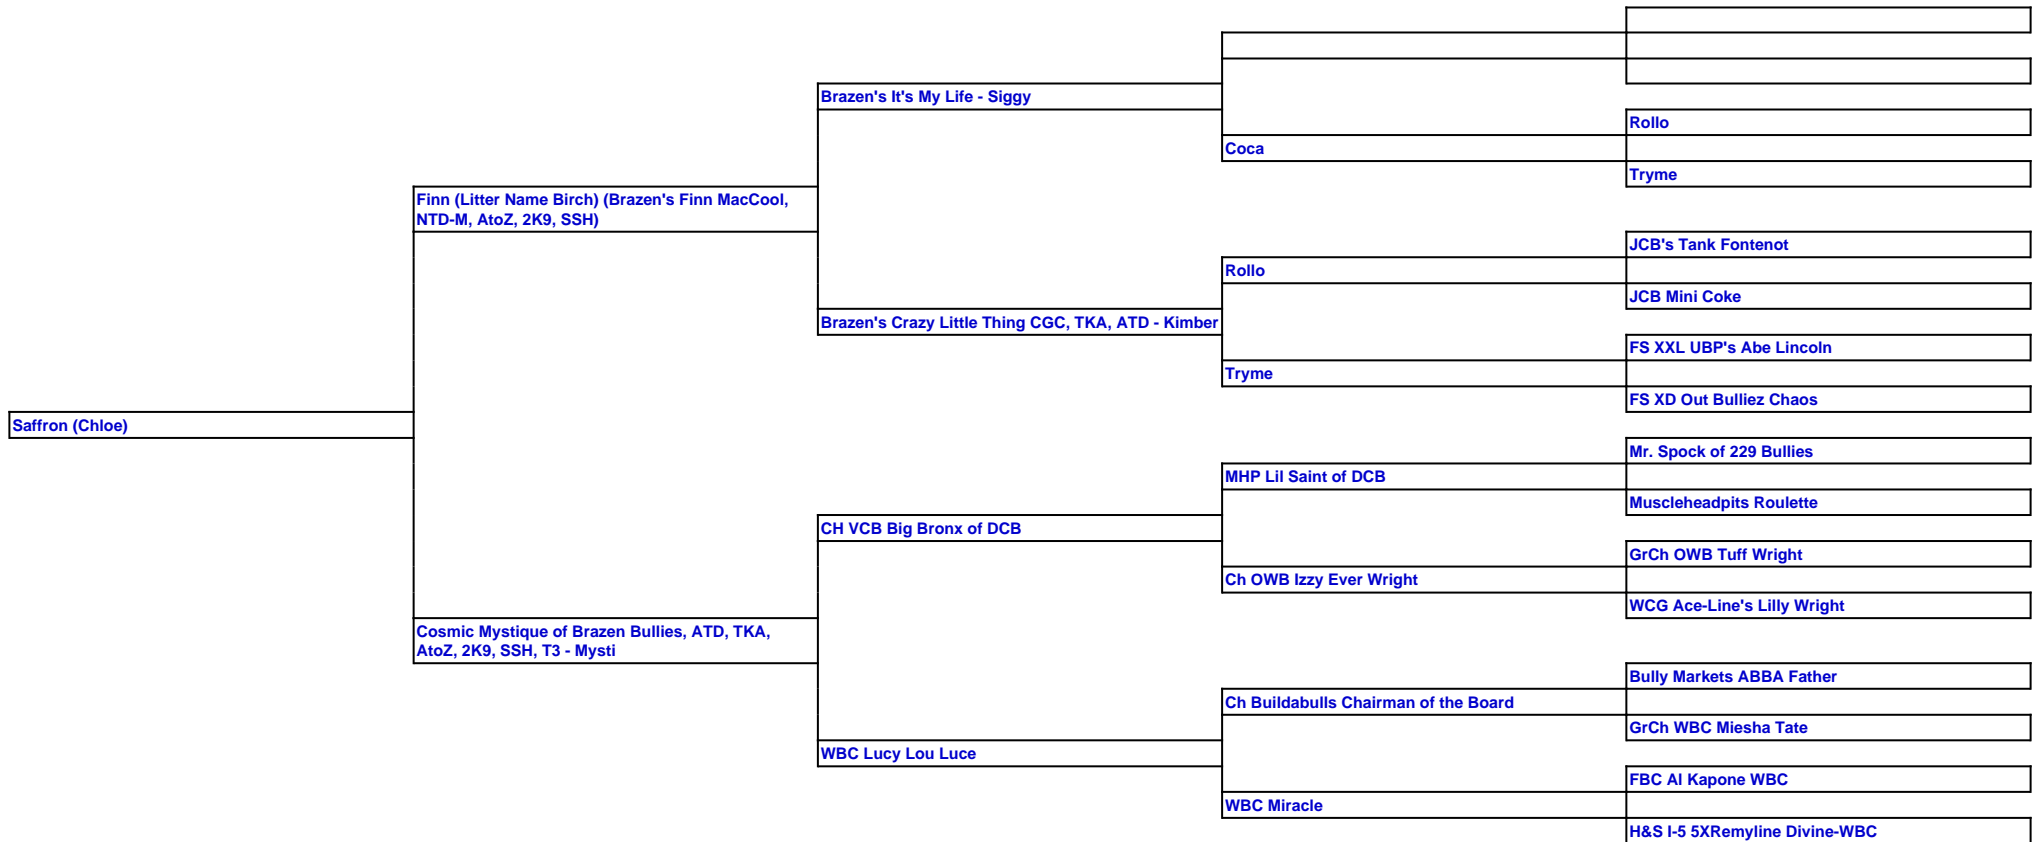 Brazen's It's My Life - Siggy
Rollo
Coca
Tryme
Finn (Litter Name Birch) (Brazen's Finn MacCool,
NTD-M, AtoZ, 2K9, SSH)
JCB's Tank Fontenot
Rollo
JCB Mini Coke
Brazen's Crazy Little Thing CGC, TKA, ATD - Kimber
FS XXL UBP's Abe Lincoln
Tryme
FS XD Out Bulliez Chaos
Saffron (Chloe)
Mr. Spock of 229 Bullies
MHP Lil Saint of DCB
Muscleheadpits Roulette
CH VCB Big Bronx of DCB
GrCh OWB Tuff Wright
Ch OWB Izzy Ever Wright
WCG Ace-Line's Lilly Wright
Cosmic Mystique of Brazen Bullies, ATD, TKA,
AtoZ, 2K9, SSH, T3 - Mysti
Bully Markets ABBA Father
Ch Buildabulls Chairman of the Board
GrCh WBC Miesha Tate
WBC Lucy Lou Luce
FBC Al Kapone WBC
WBC Miracle
H&S I-5 5XRemyline Divine-WBC